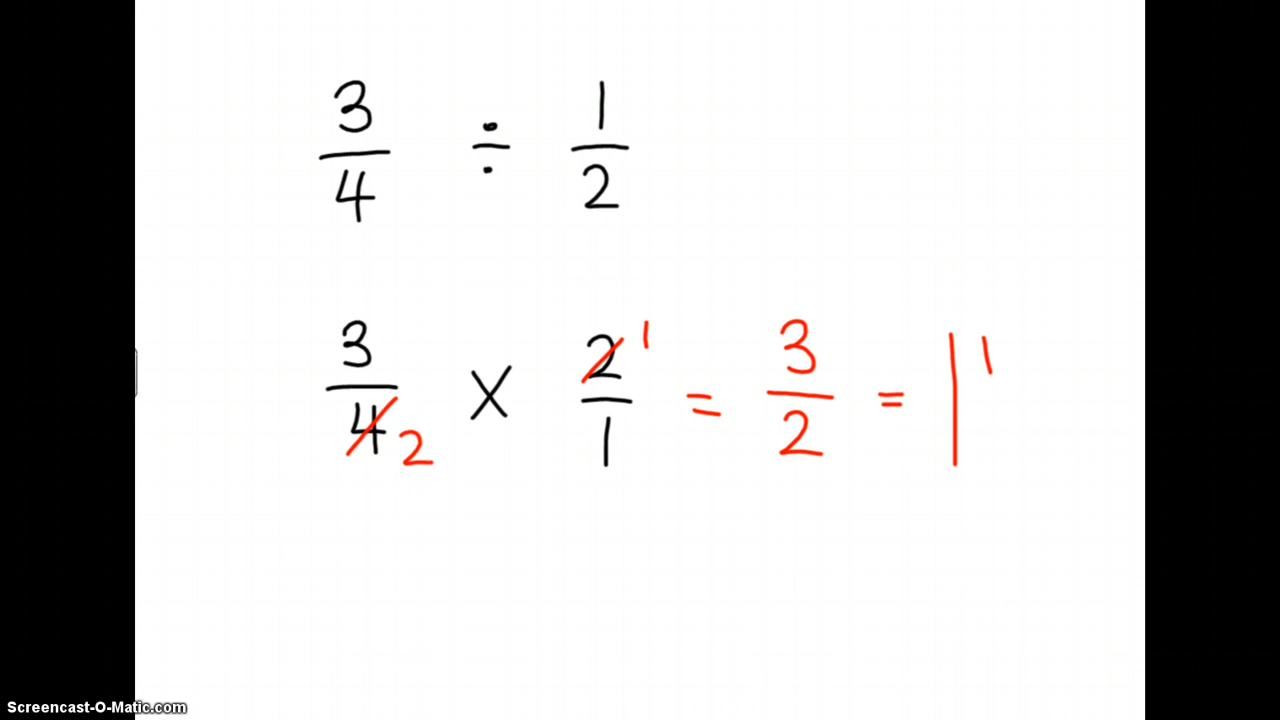 3/4 ÷ 1/2
3/4 2 × 2/1 1 = 3/2 = 1 1
Screencast-O-Matic.com